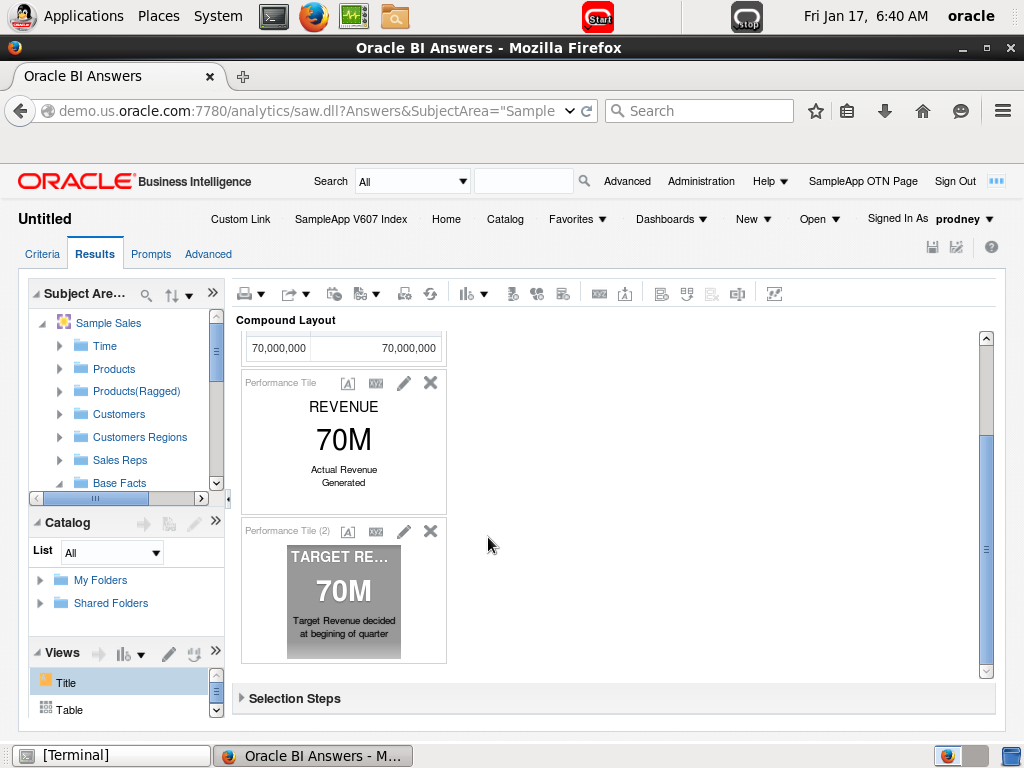 Applications Places System
Start
stop
Fri Jan 17, 6:40 AM oracle
Oracle BI Answers - Mozilla Firefox
Oracle BI Answers
demo.us.oracle.com:7780/analytics/saw.dll?Answers&SubjectArea="Sample
Search
ORACLE Business Intelligence
Search All
Advanced Administration Help SampleApp OTN Page Sign Out
Untitled
Custom Link SampleApp V607 Index Home Catalog Favorites Dashboards New Open Signed In As prodney
Criteria Results Prompts Advanced
Subject Are...
Sample Sales
Time
Products
Products(Ragged)
Customers
Customers Regions
Sales Reps
Base Facts
Catalog
List All
My Folders
Shared Folders
Views
Title
Table
Compound Layout
70,000,000 70,000,000
Performance Tile
REVENUE
70M
Actual Revenue
Generated
Performance Tile (2)
TARGET RE...
70M
Target Revenue decided
at begining of quarter
Selection Steps
[Terminal]
Oracle BI Answers - M...